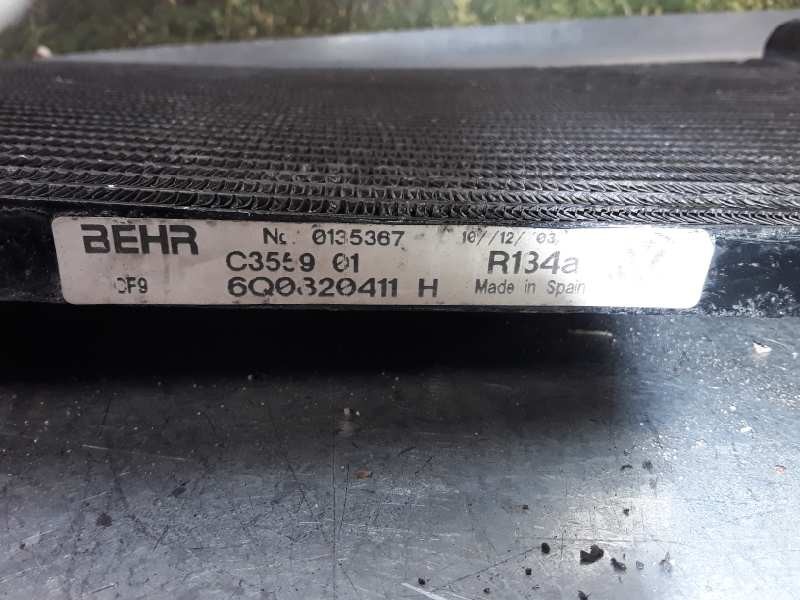 BEHR No. 0135367 10//12/ 03
C3559 01 R134a
CF9 6Q0820411 H Made in Spain